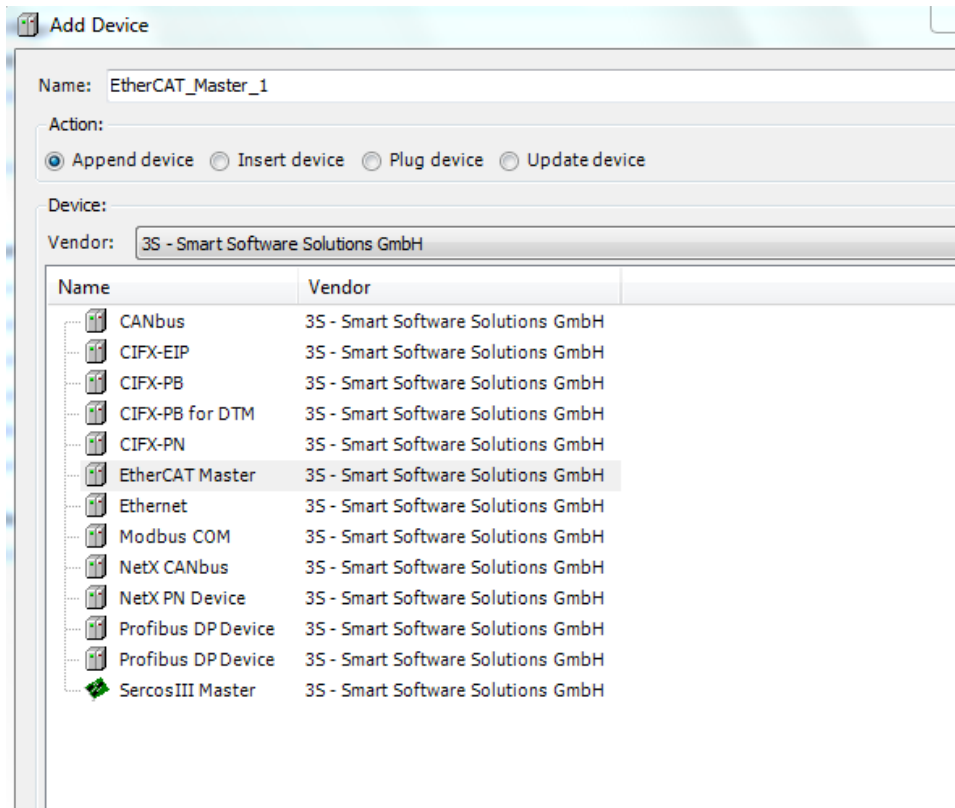 Add Device
Name: EtherCAT_Master_1
Action:
Append device Insert device Plug device Update device
Device:
Vendor: 3S - Smart Software Solutions GmbH
Name Vendor
CANbus 3S - Smart Software Solutions GmbH
CIFX-EIP 3S - Smart Software Solutions GmbH
CIFX-PB 3S - Smart Software Solutions GmbH
CIFX-PB for DTM 3S - Smart Software Solutions GmbH
CIFX-PN 3S - Smart Software Solutions GmbH
EtherCAT Master 3S - Smart Software Solutions GmbH
Ethernet 3S - Smart Software Solutions GmbH
Modbus COM 3S - Smart Software Solutions GmbH
NetX CANbus 3S - Smart Software Solutions GmbH
NetX PN Device 3S - Smart Software Solutions GmbH
Profibus DP Device 3S - Smart Software Solutions GmbH
Profibus DP Device 3S - Smart Software Solutions GmbH
SercosIII Master 3S - Smart Software Solutions GmbH